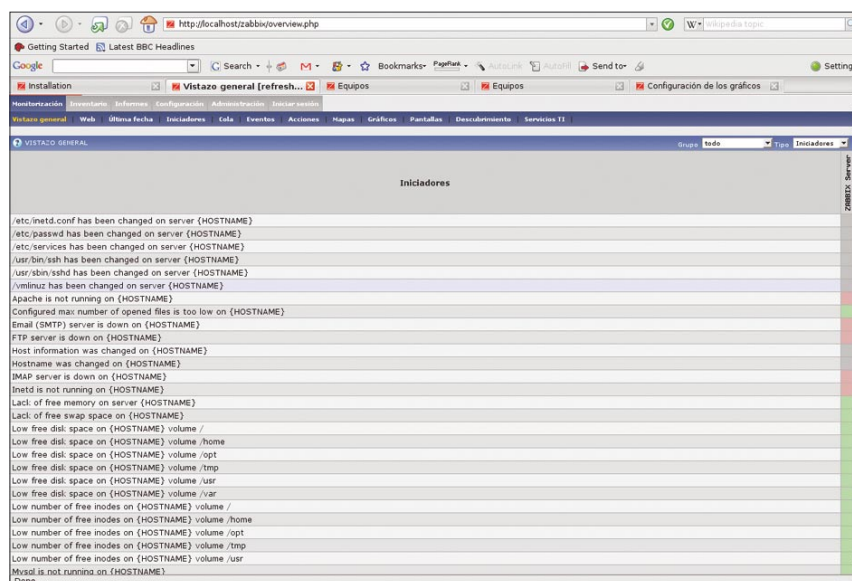 http://localhost/zabbix/overview.php
Wikipedia topic
Getting Started Latest BBC Headlines
Google Search Bookmarks PageRank AutoLink AutoFill Send to Setting
Installation Vistazo general [refresh... Equipos Equipos Configuración de los gráficos
Monitorización Inventario Informes Configuración Administración Iniciar sesión
Vistazo general Web Última fecha Iniciadores Cola Eventos Acciones Mapas Gráficos Pantallas Descubrimiento Servicios TI
VISTAZO GENERAL Grupo todo Tipo Iniciadores
Iniciadores
ZABBIX Server
/etc/inetd.conf has been changed on server {HOSTNAME}
/etc/passwd has been changed on server {HOSTNAME}
/etc/services has been changed on server {HOSTNAME}
/usr/bin/ssh has been changed on server {HOSTNAME}
/usr/sbin/sshd has been changed on server {HOSTNAME}
/vmlinuz has been changed on server {HOSTNAME}
Apache is not running on {HOSTNAME}
Configured max number of opened files is too low on {HOSTNAME}
Email (SMTP) server is down on {HOSTNAME}
FTP server is down on {HOSTNAME}
Host information was changed on {HOSTNAME}
Hostname was changed on {HOSTNAME}
IMAP server is down on {HOSTNAME}
Inetd is not running on {HOSTNAME}
Lack of free memory on server {HOSTNAME}
Lack of free swap space on {HOSTNAME}
Low free disk space on {HOSTNAME} volume /
Low free disk space on {HOSTNAME} volume /home
Low free disk space on {HOSTNAME} volume /opt
Low free disk space on {HOSTNAME} volume /tmp
Low free disk space on {HOSTNAME} volume /usr
Low free disk space on {HOSTNAME} volume /var
Low number of free inodes on {HOSTNAME} volume /
Low number of free inodes on {HOSTNAME} volume /home
Low number of free inodes on {HOSTNAME} volume /opt
Low number of free inodes on {HOSTNAME} volume /tmp
Low number of free inodes on {HOSTNAME} volume /usr
Mysql is not running on {HOSTNAME}
Done